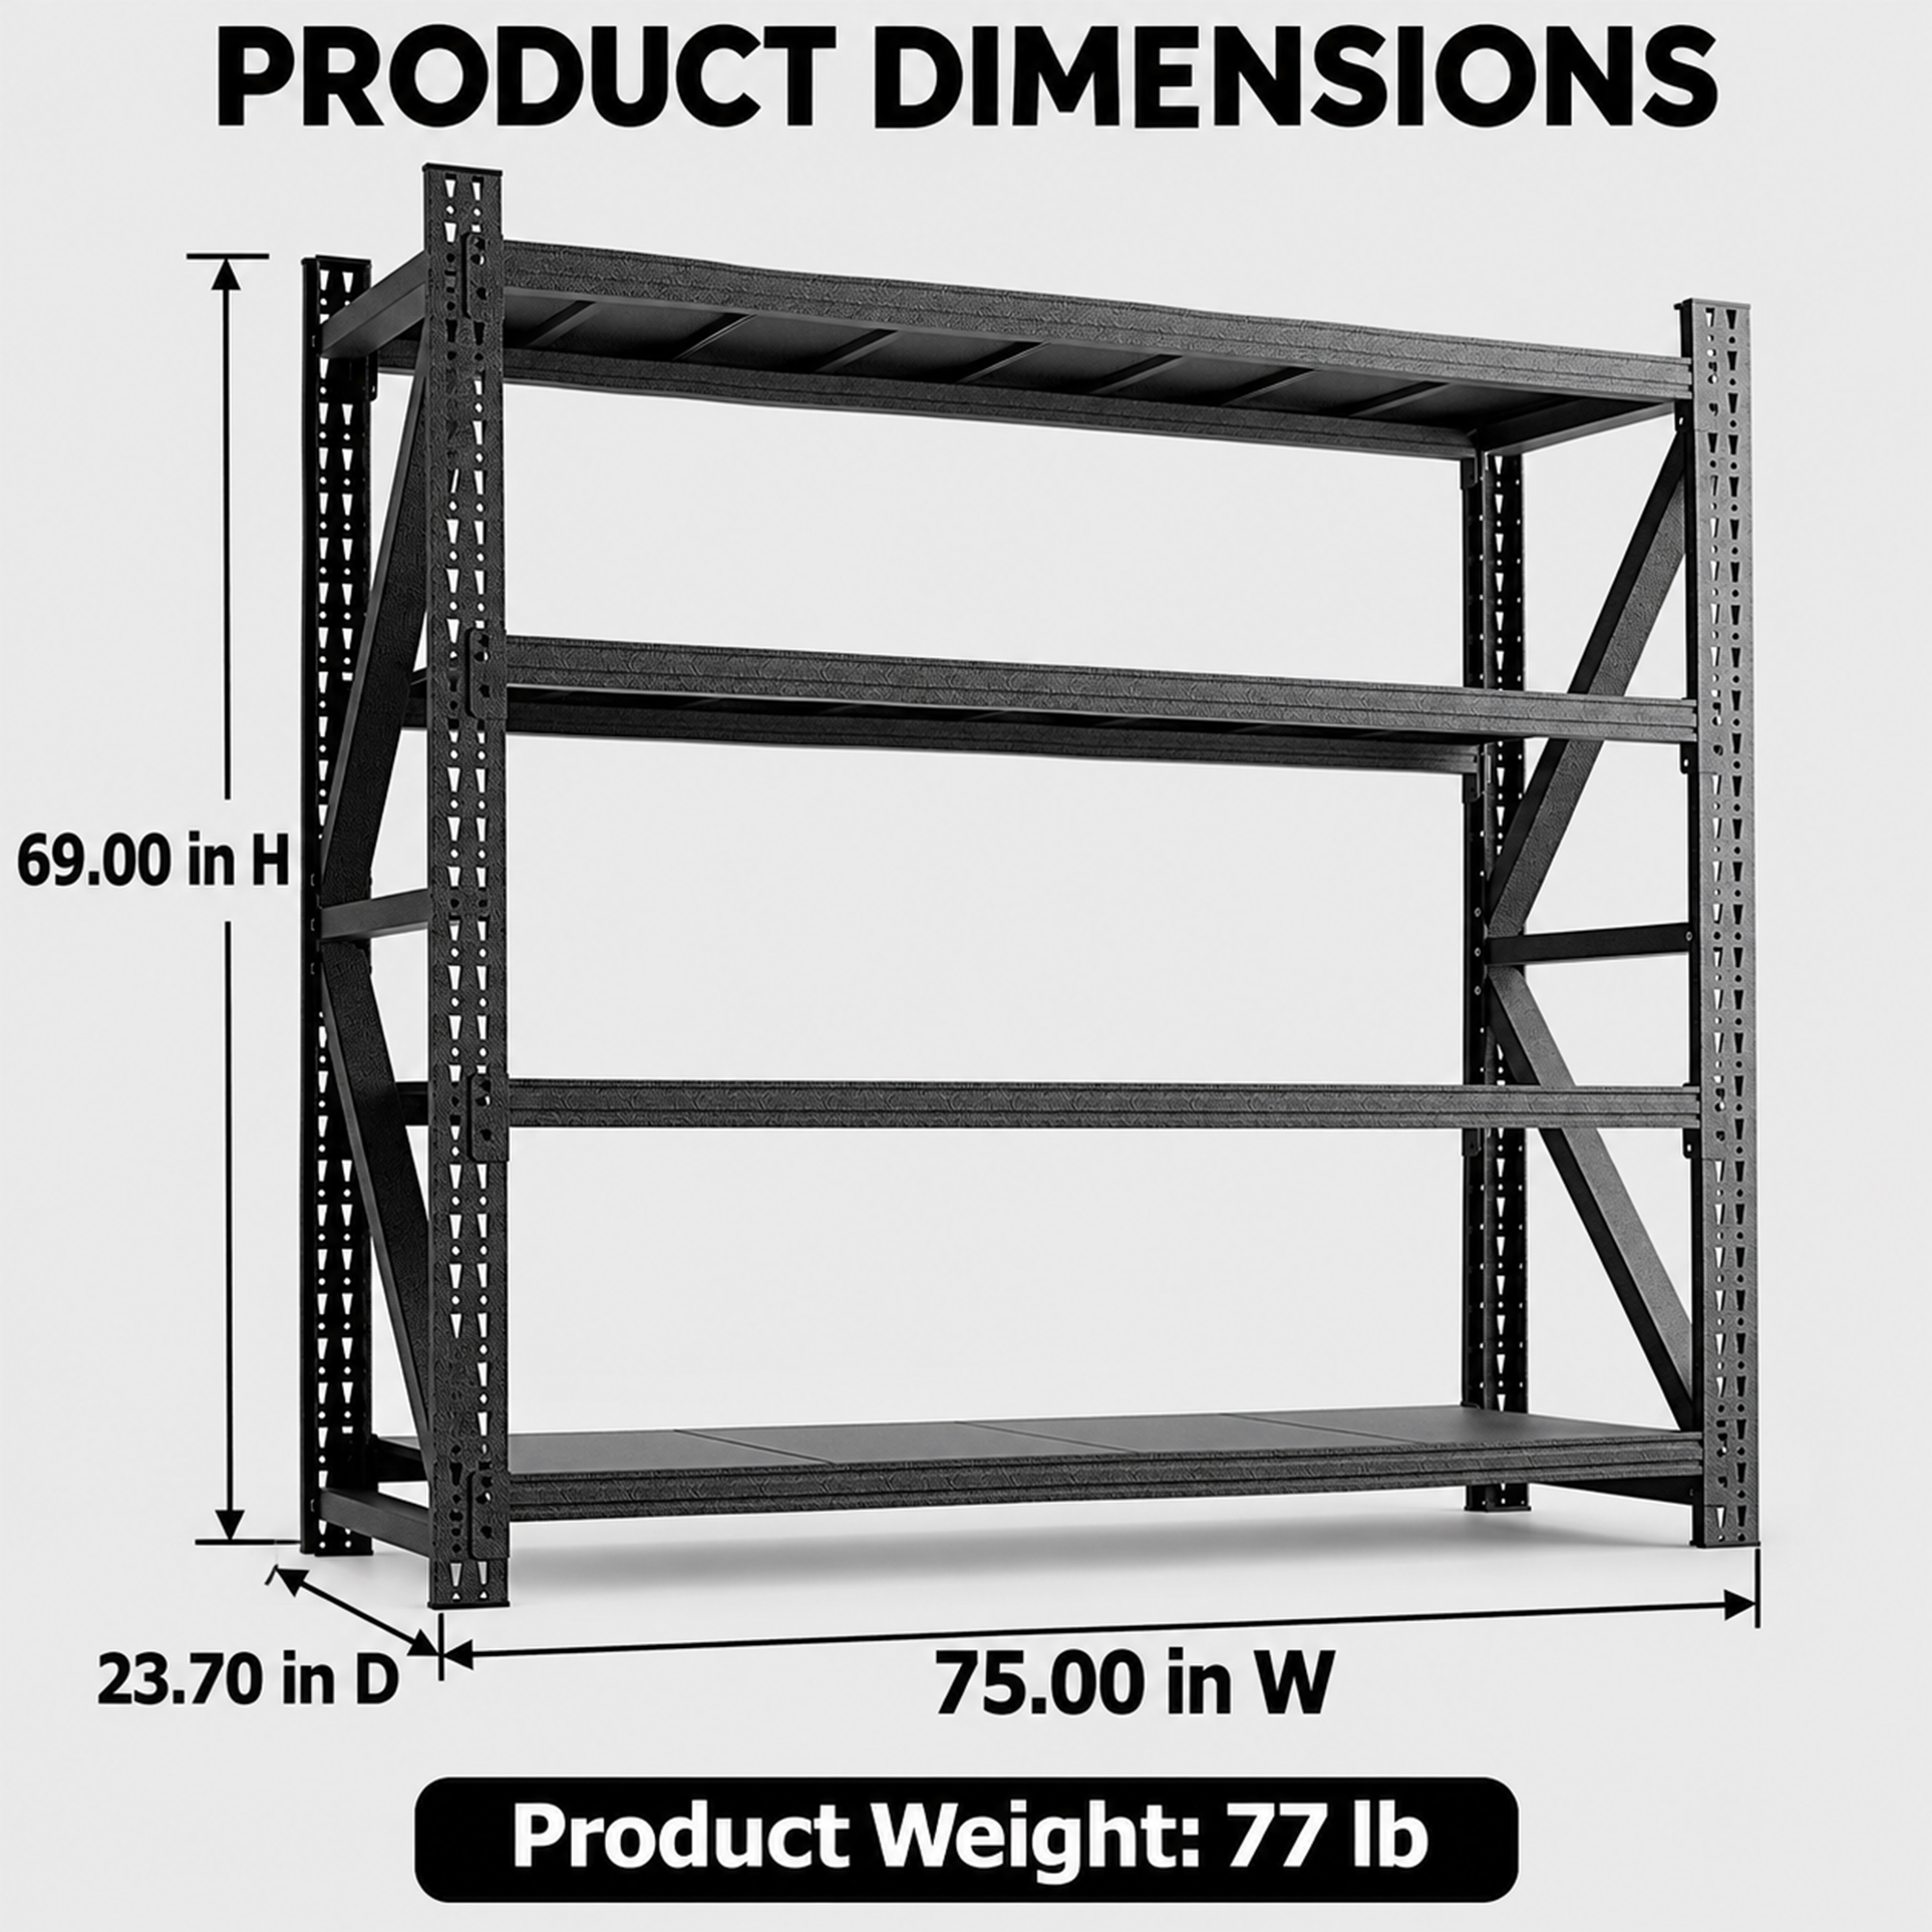 PRODUCT DIMENSIONS
69.00 in H
23.70 in D
75.00 in W
Product Weight: 77 lb